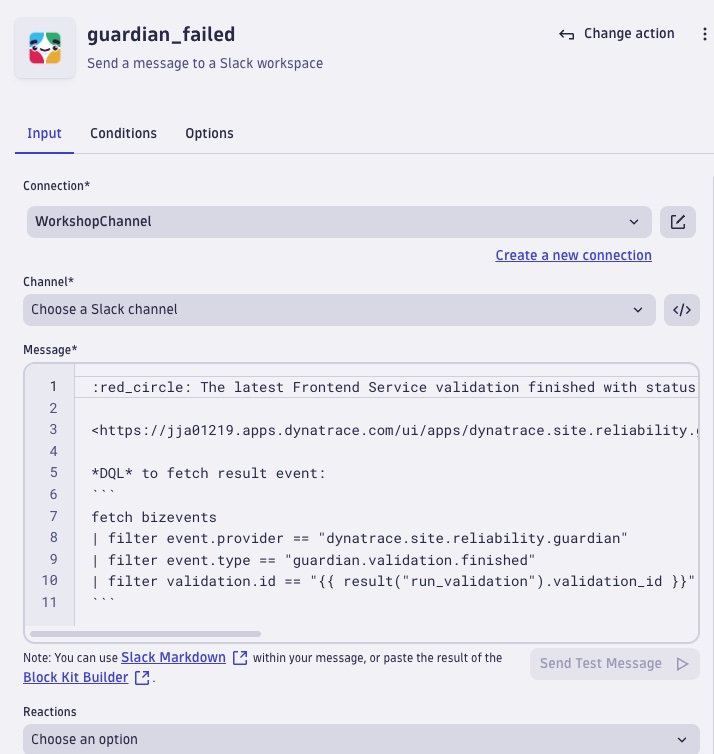 guardian_failed
Change action
Send a message to a Slack workspace
Input Conditions Options
Connection*
WorkshopChannel
Create a new connection
Channel*
Choose a Slack channel
</>
Message*
1 :red_circle: The latest Frontend Service validation finished with status
2
3 <https://jja01219.apps.dynatrace.com/ui/apps/dynatrace.site.reliability.g
4
5 *DQL* to fetch result event:
6 ```
7 fetch bizevents
8 | filter event.provider == "dynatrace.site.reliability.guardian"
9 | filter event.type == "guardian.validation.finished"
10 | filter validation.id == "{{ result("run_validation").validation_id }}"
11 ```
Note: You can use Slack Markdown within your message, or paste the result of the
Block Kit Builder .
Send Test Message
Reactions
Choose an option